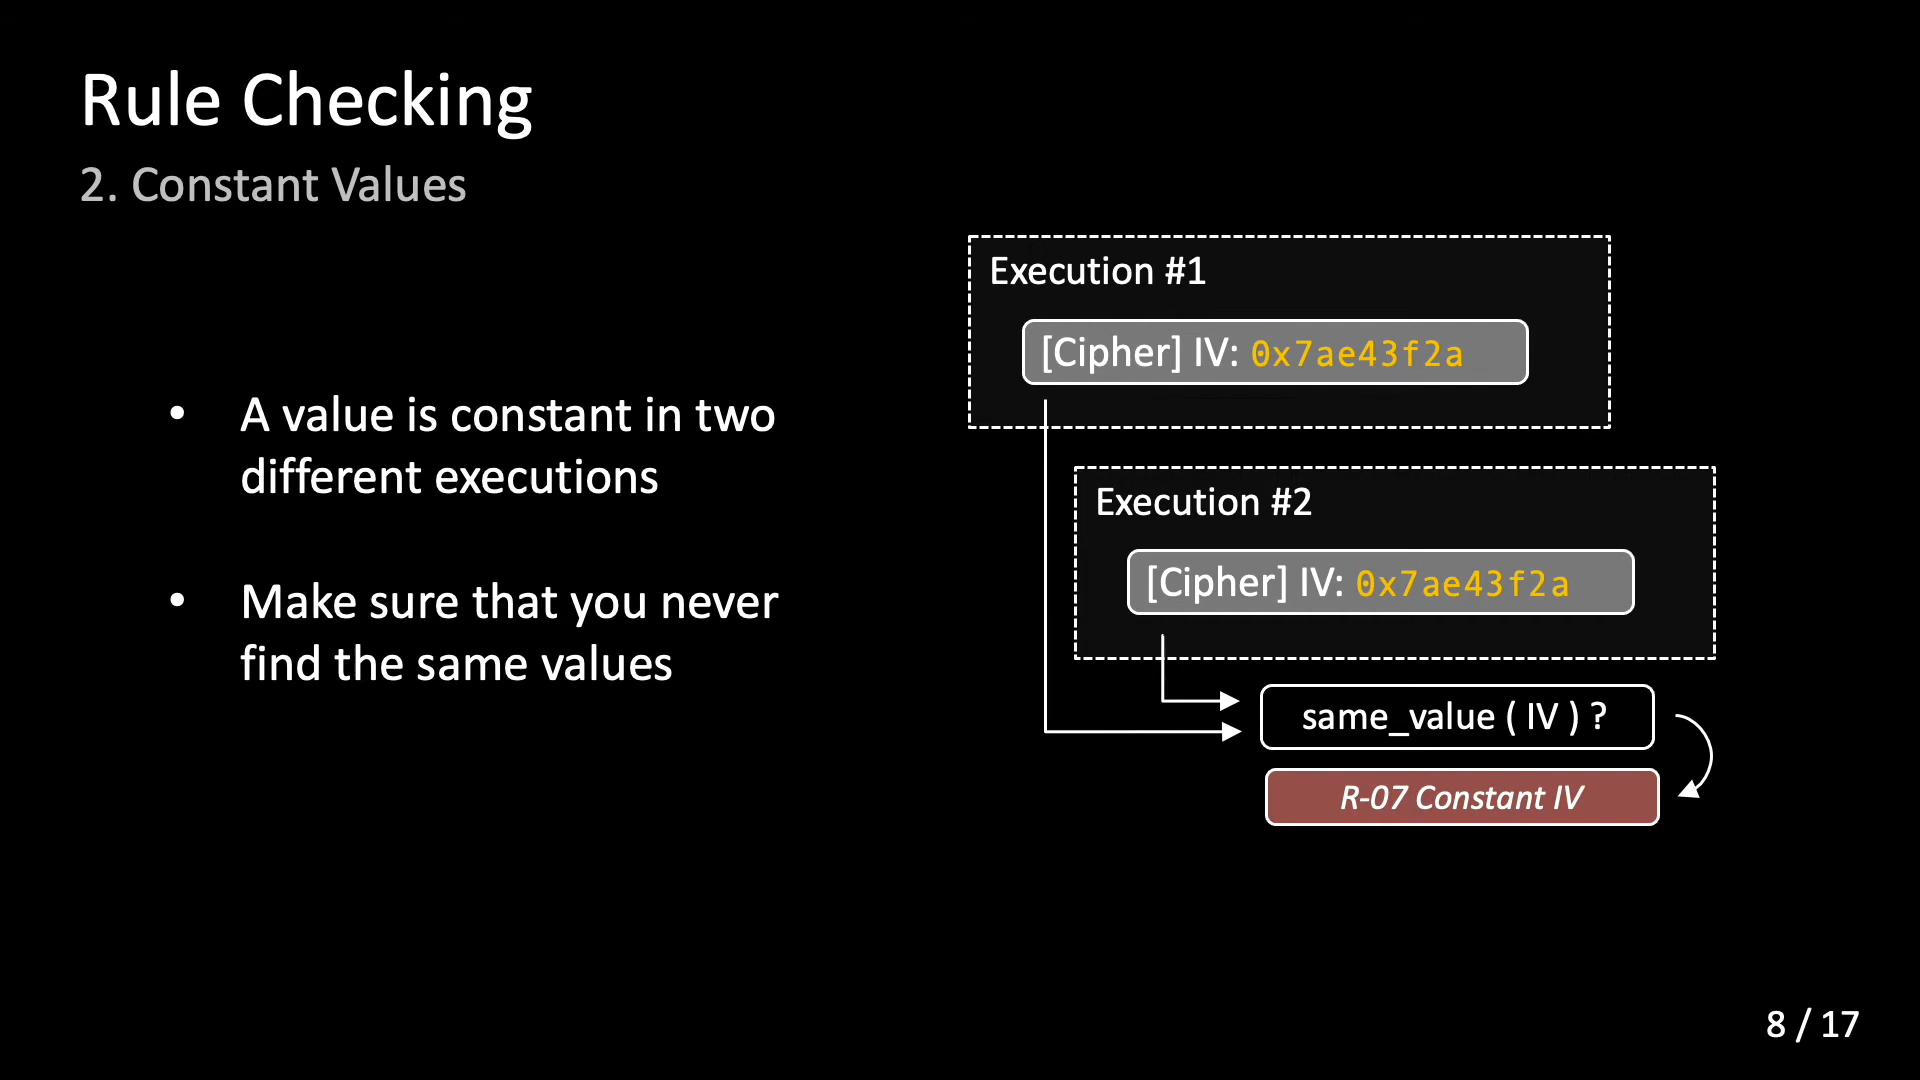 Rule Checking
2. Constant Values
• A value is constant in two
different executions
• Make sure that you never
find the same values
Execution #1
[Cipher] IV: 0x7ae43f2a
Execution #2
[Cipher] IV: 0x7ae43f2a
same_value ( IV ) ?
R-07 Constant IV
8 / 17